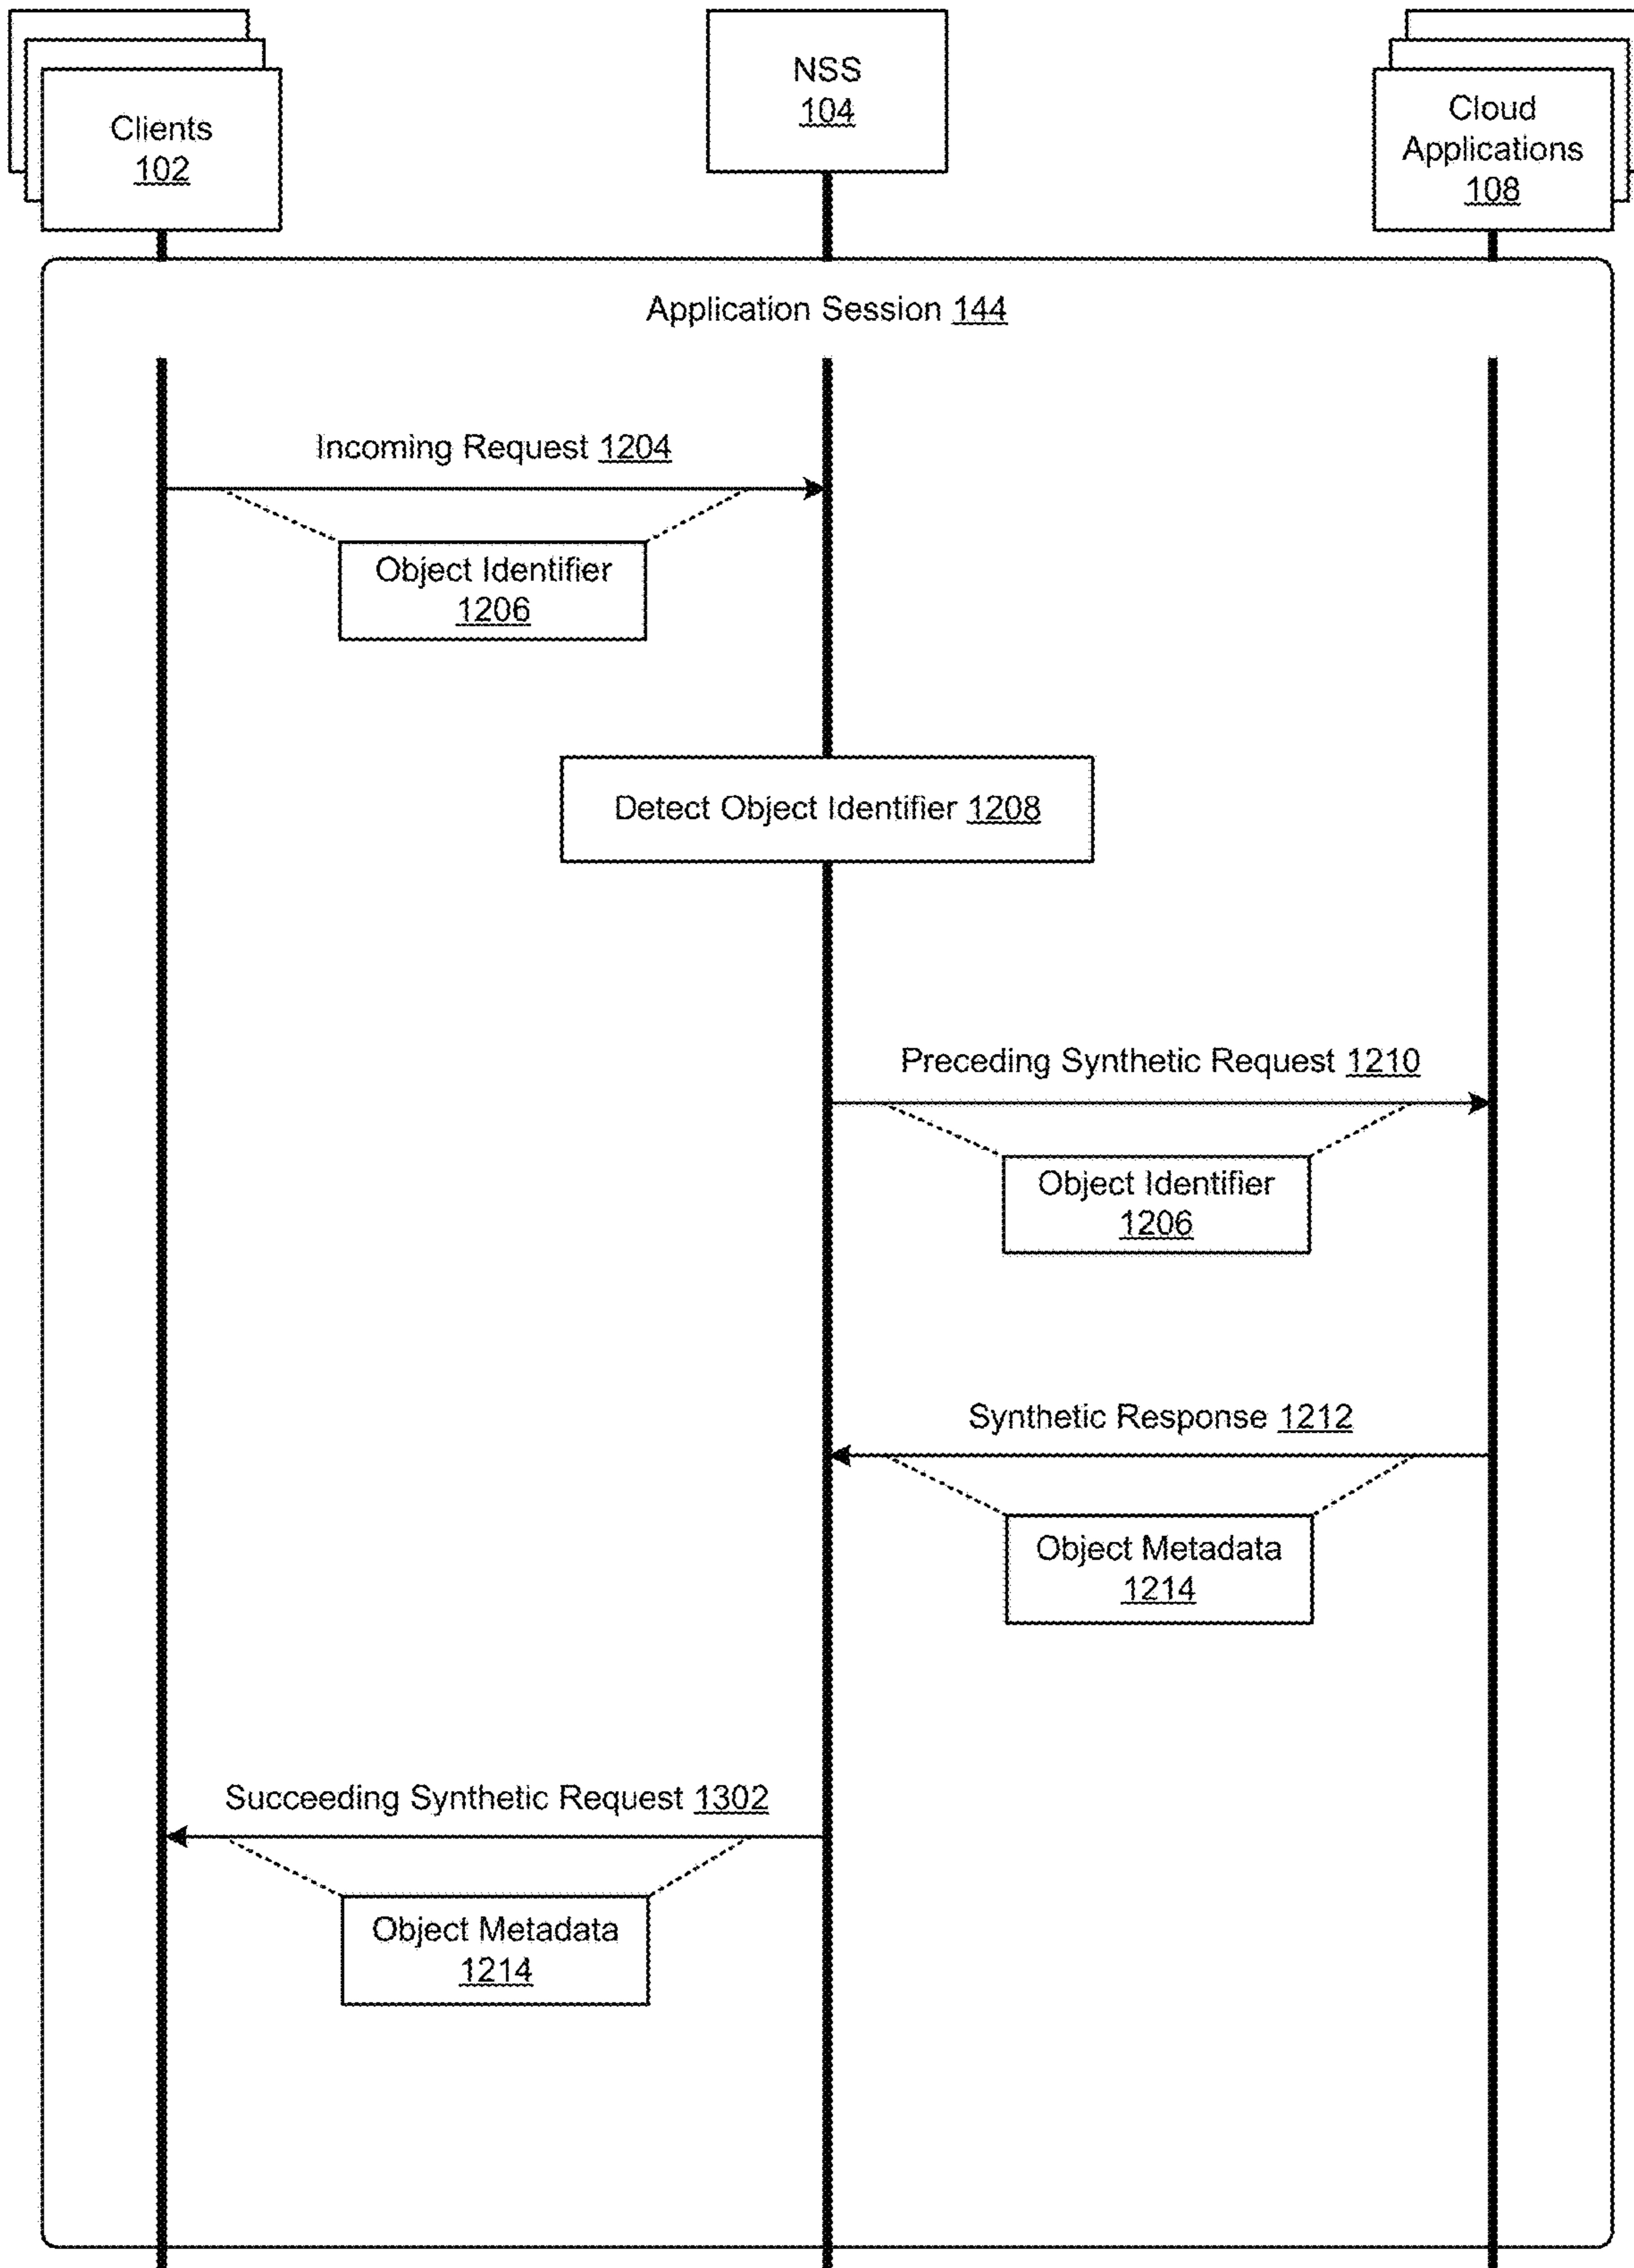 Clients
102
NSS
104
Cloud
Applications
108
Application Session 144
Incoming Request 1204
Object Identifier
1206
Detect Object Identifier 1208
Preceding Synthetic Request 1210
Object Identifier
1206
Synthetic Response 1212
Object Metadata
1214
Succeeding Synthetic Request 1302
Object Metadata
1214